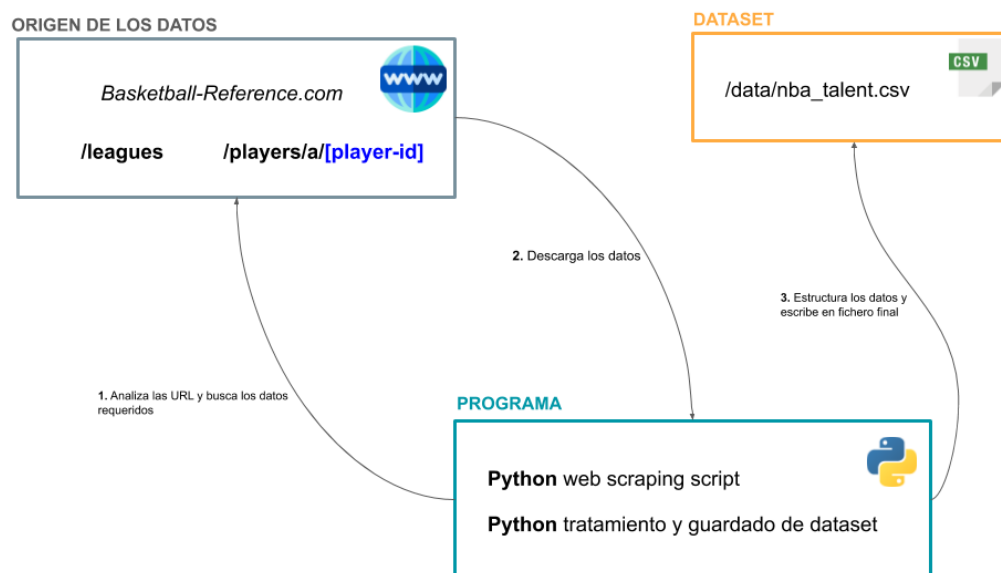 ORIGEN DE LOS DATOS
Basketball-Reference.com
www
/leagues /players/a/[player-id]
DATASET
CSV
/data/nba_talent.csv
2. Descarga los datos
3. Estructura los datos y
escribe en fichero final
1. Analiza las URL y busca los datos
requeridos
PROGRAMA
Python web scraping script
Python tratamiento y guardado de dataset